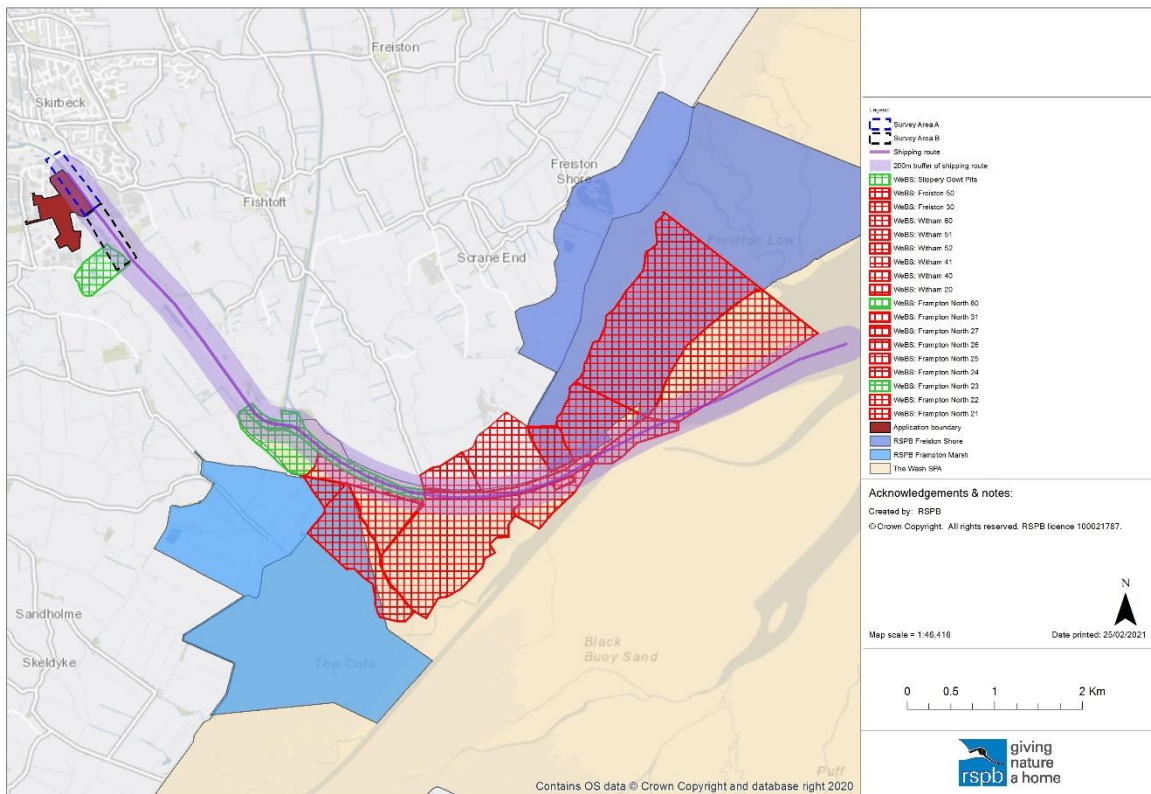 Freiston
Skirbeck
Freiston
Shore
Fishtoft
Scrane End
Freiston Low
Sandholme
Skeldyke
The Cots
Black
Buoy Sand
Puff
Contains OS data © Crown Copyright and database right 2020
Legend
Survey Area A
Survey Area B
Shipping route
200m buffer of shipping route
WeBS: Slippery Gowt Pits
WeBS: Freiston 50
WeBS: Freiston 30
WeBS: Witham 60
WeBS: Witham 51
WeBS: Witham 52
WeBS: Witham 41
WeBS: Witham 40
WeBS: Witham 20
WeBS: Frampton North 60
WeBS: Frampton North 31
WeBS: Frampton North 27
WeBS: Frampton North 26
WeBS: Frampton North 25
WeBS: Frampton North 24
WeBS: Frampton North 23
WeBS: Frampton North 22
WeBS: Frampton North 21
Application boundary
RSPB Freiston Shore
RSPB Frampton Marsh
The Wash SPA
Acknowledgements & notes:
Created by: RSPB
© Crown Copyright. All rights reserved. RSPB licence 100021787.
N
Map scale = 1:46,416 Date printed: 25/02/2021
0 0.5 1 2 Km
rspb
giving
nature
a home